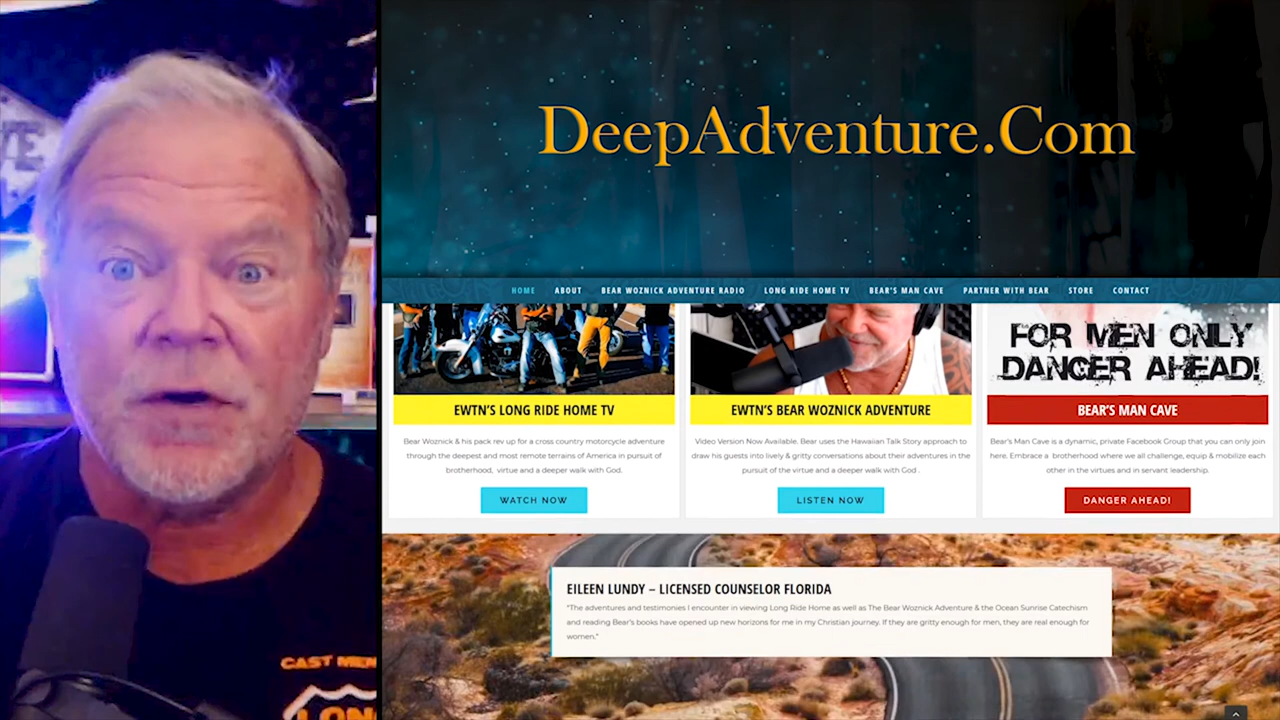 DeepAdventure.Com
HOME ABOUT BEAR WOZNICK ADVENTURE RADIO LONG RIDE HOME TV BEAR'S MAN CAVE PARTNER WITH BEAR STORE CONTACT
FOR MEN ONLY
DANGER AHEAD!
EWTN'S LONG RIDE HOME TV
Bear Woznick & his pack rev up for a cross country motorcycle adventure
through the deepest and most remote terrains of America in pursuit of
brotherhood, virtue and a deeper walk with God.
WATCH NOW
EWTN'S BEAR WOZNICK ADVENTURE
Video Version Now Available. Bear uses the Hawaiian Talk Story approach to
draw his guests into lively & gritty conversations about their adventures in the
pursuit of the virtue and a deeper walk with God .
LISTEN NOW
BEAR'S MAN CAVE
Bear's Man Cave is a dynamic, private Facebook Group that you can only join
here. Embrace a brotherhood where we all challenge, equip & mobilize each
other in the virtues and in servant leadership.
DANGER AHEAD!
EILEEN LUNDY – LICENSED COUNSELOR FLORIDA
"The adventures and testimonies I encounter in viewing Long Ride Home as well as The Bear Woznick Adventure & the Ocean Sunrise Catechism
and reading Bear's books have opened up new horizons for me in my Christian journey. If they are gritty enough for men, they are real enough for
women."
CAST MEM
LON